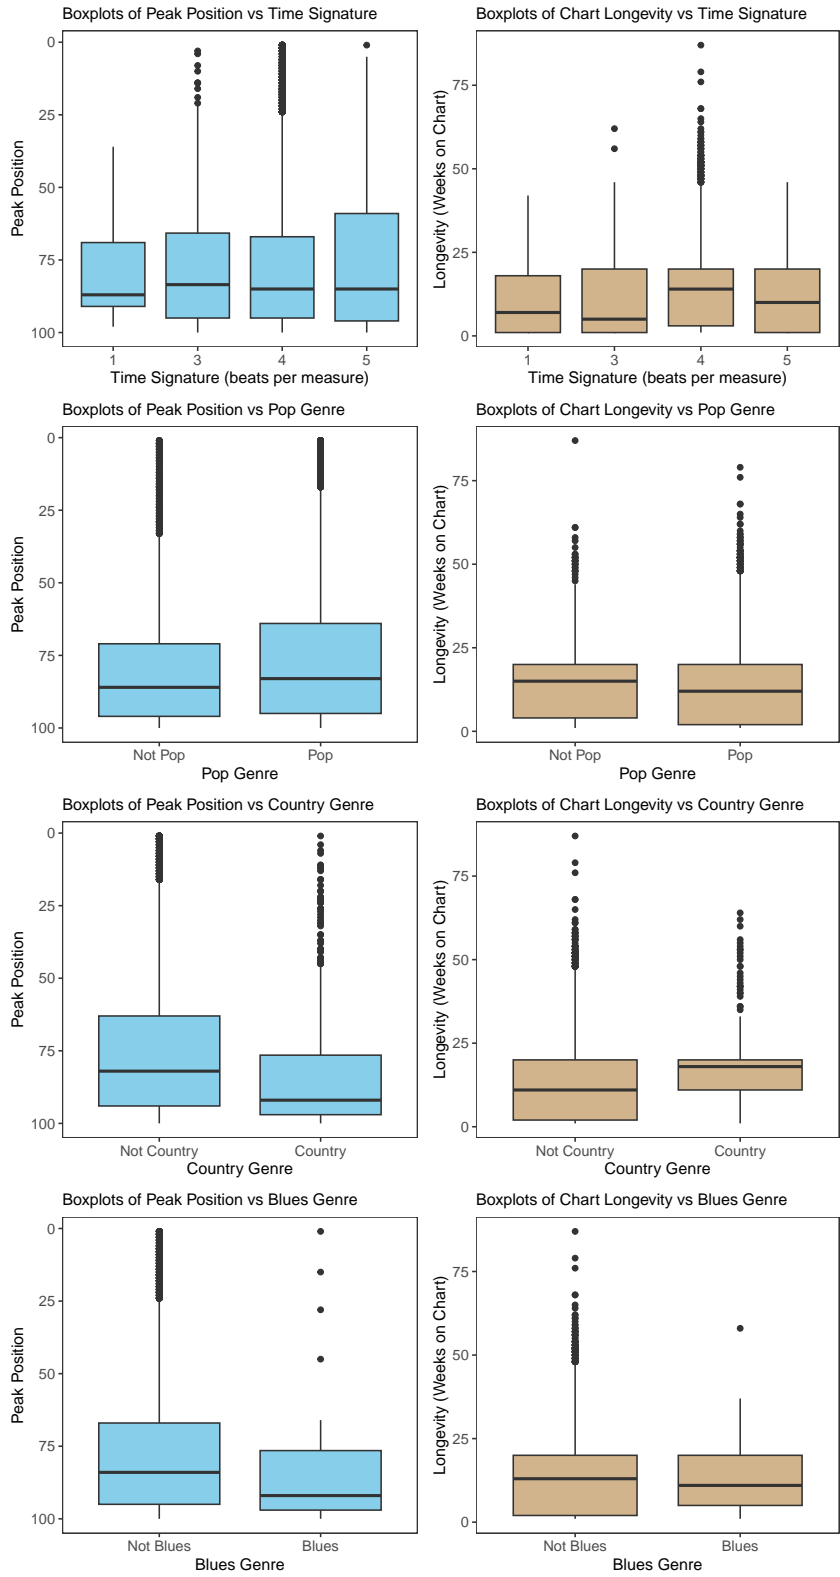 Boxplots of Peak Position vs Time Signature
Peak Position
0
25
50
75
100
1 3 4 5
Time Signature (beats per measure)
Boxplots of Chart Longevity vs Time Signature
Longevity (Weeks on Chart)
75
50
25
0
1 3 4 5
Time Signature (beats per measure)
Boxplots of Peak Position vs Pop Genre
Peak Position
0
25
50
75
100
Not Pop Pop
Pop Genre
Boxplots of Chart Longevity vs Pop Genre
Longevity (Weeks on Chart)
75
50
25
0
Not Pop Pop
Pop Genre
Boxplots of Peak Position vs Country Genre
Peak Position
0
25
50
75
100
Not Country Country
Country Genre
Boxplots of Chart Longevity vs Country Genre
Longevity (Weeks on Chart)
75
50
25
0
Not Country Country
Country Genre
Boxplots of Peak Position vs Blues Genre
Peak Position
0
25
50
75
100
Not Blues Blues
Blues Genre
Boxplots of Chart Longevity vs Blues Genre
Longevity (Weeks on Chart)
75
50
25
0
Not Blues Blues
Blues Genre